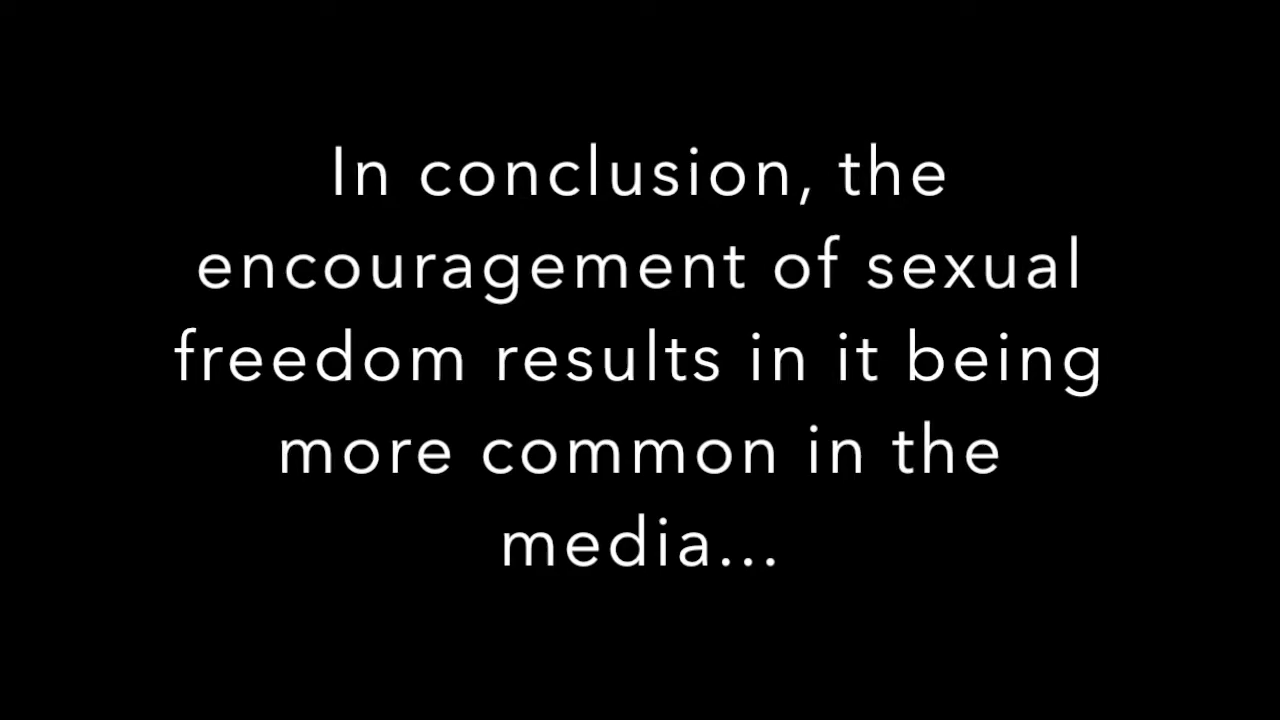 In conclusion, the
encouragement of sexual
freedom results in it being
more common in the
media...